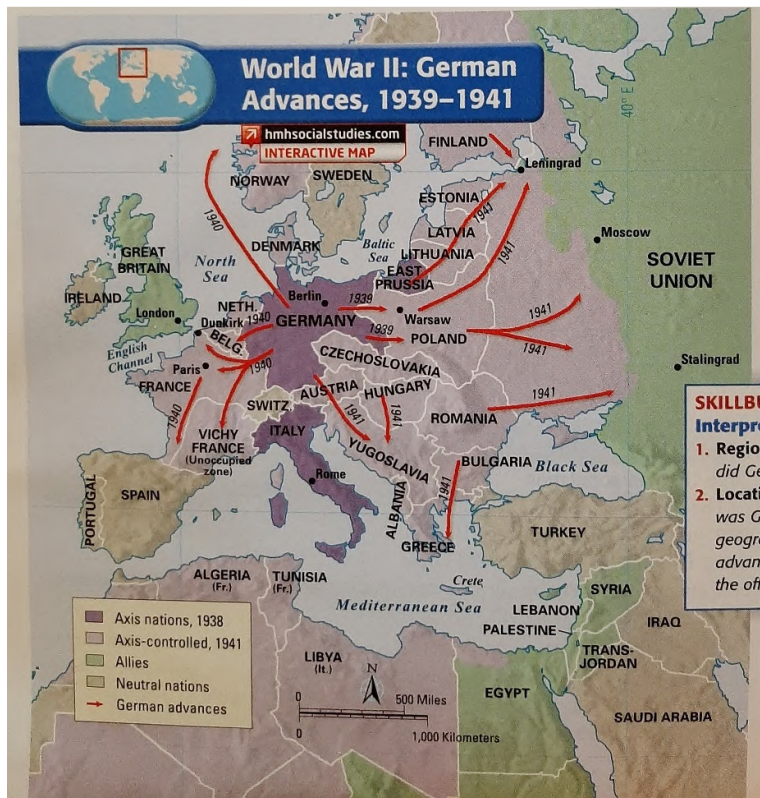 World War II: German
Advances, 1939–1941
hmhsocialstudies.com
INTERACTIVE MAP
40°E
FINLAND
Leningrad
NORWAY
SWEDEN
ESTONIA
1941
1940
LATVIA
Moscow
DENMARK
Baltic
Sea
LITHUANIA
1941
GREAT
BRITAIN
North
Sea
EAST
PRUSSIA
SOVIET
UNION
IRELAND
NETH.
Berlin
1939
Warsaw
1941
London
Dunkirk
1940
GERMANY
1939
POLAND
BELG.
1941
English
Channel
Paris
1940
CZECHOSLOVAKIA
Stalingrad
FRANCE
AUSTRIA
HUNGARY
1941
SWITZ.
1940
1941
1941
ROMANIA
ITALY
VICHY
FRANCE
(Unoccupied
zone)
YUGOSLAVIA
BULGARIA
Black Sea
Rome
1941
PORTUGAL
SPAIN
ALBANIA
TURKEY
GREECE
ALGERIA
(Fr.)
TUNISIA
(Fr.)
Crete
SYRIA
Mediterranean Sea
LEBANON
PALESTINE
IRAQ
TRANS-
JORDAN
LIBYA
(It.)
EGYPT
SAUDI ARABIA
Axis nations, 1938
Axis-controlled, 1941
Allies
Neutral nations
German advances
N
0
500 Miles
0
1,000 Kilometers
SKILLBU
Interpre
1. Regio
did Ge
2. Locati
was G
geogra
advan
the of